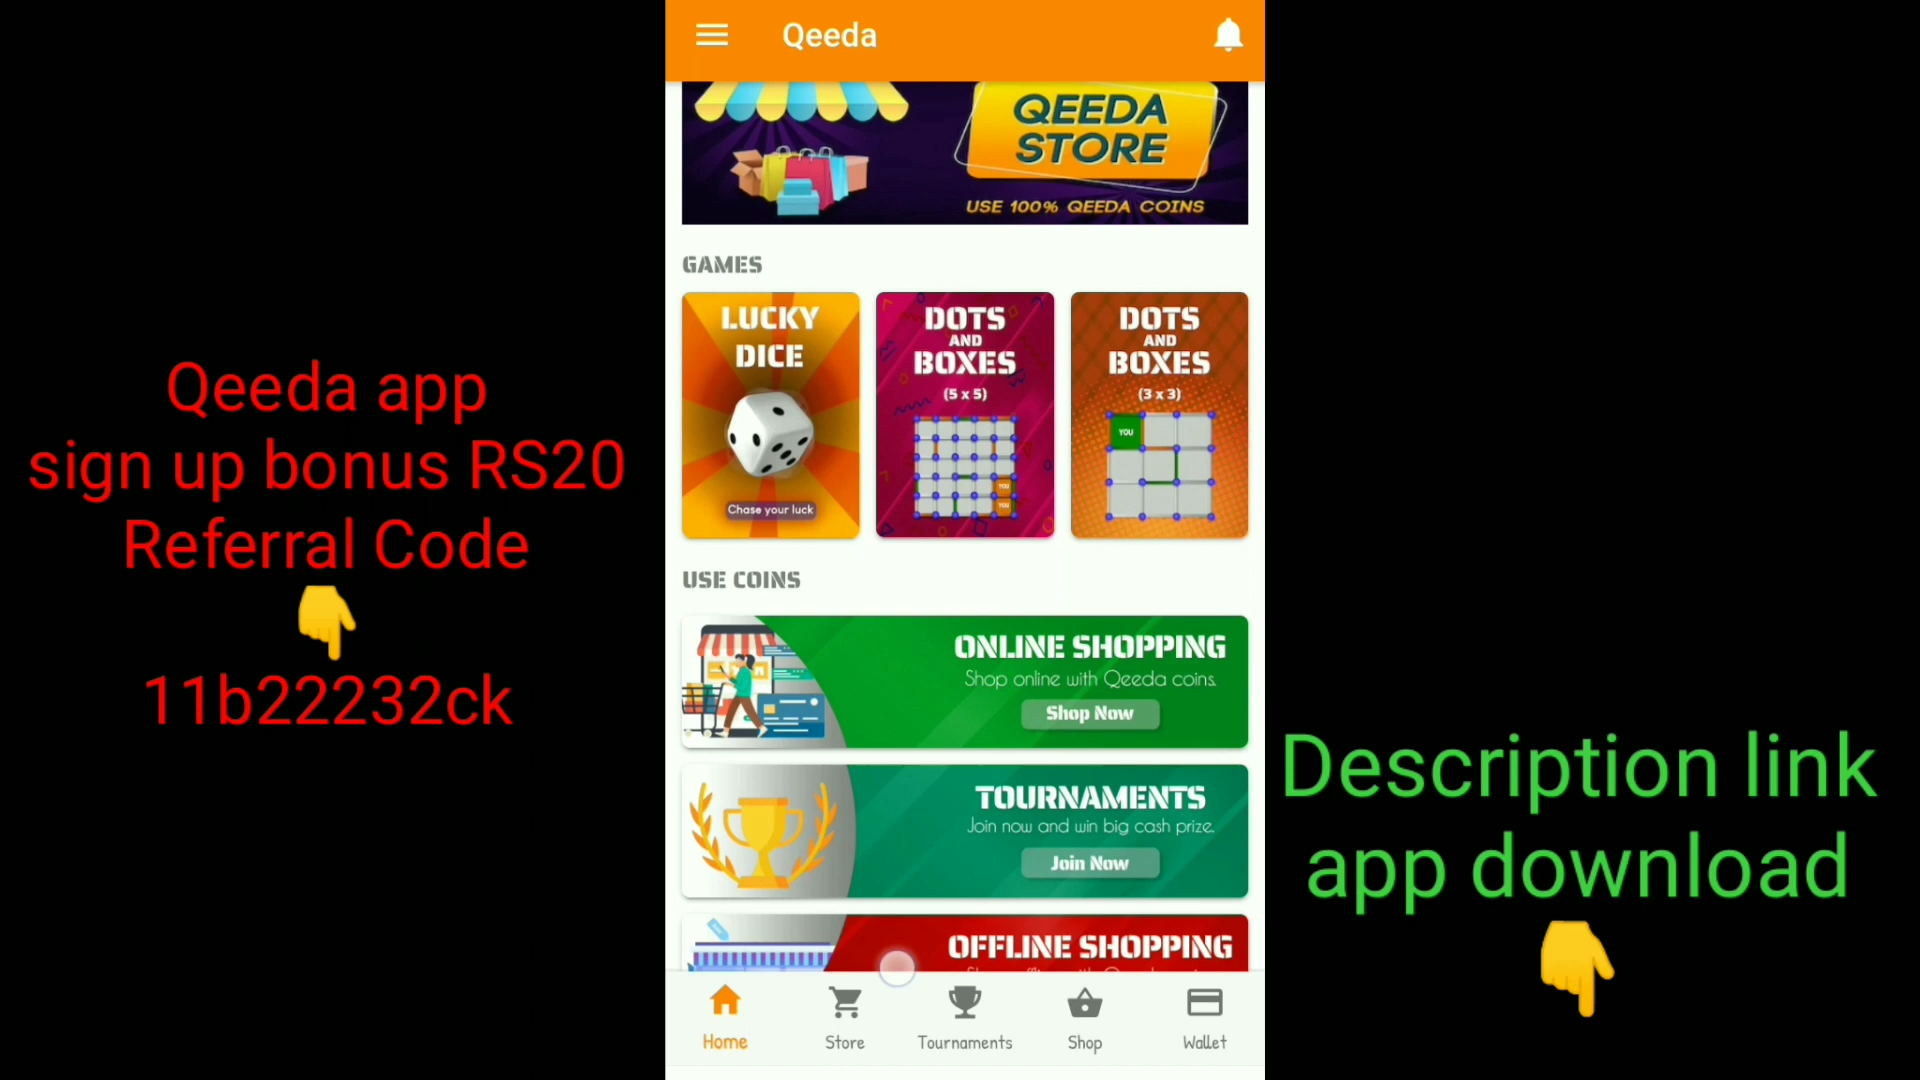 Qeeda app
sign up bonus RS20
Referral Code
👇
11b22232ck
Qeeda
QEEDA
STORE
USE 100% QEEDA COINS
GAMES
LUCKY
DICE
Chase your luck
DOTS
AND
BOXES
(5 x 5)
YOU
YOU
DOTS
AND
BOXES
(3 x 3)
YOU
USE COINS
ONLINE SHOPPING
Shop online with Qeeda coins.
Shop Now
TOURNAMENTS
Join now and win big cash prize.
Join Now
OFFLINE SHOPPING
Home
Store
Tournaments
Shop
Wallet
Description link
app download
👇